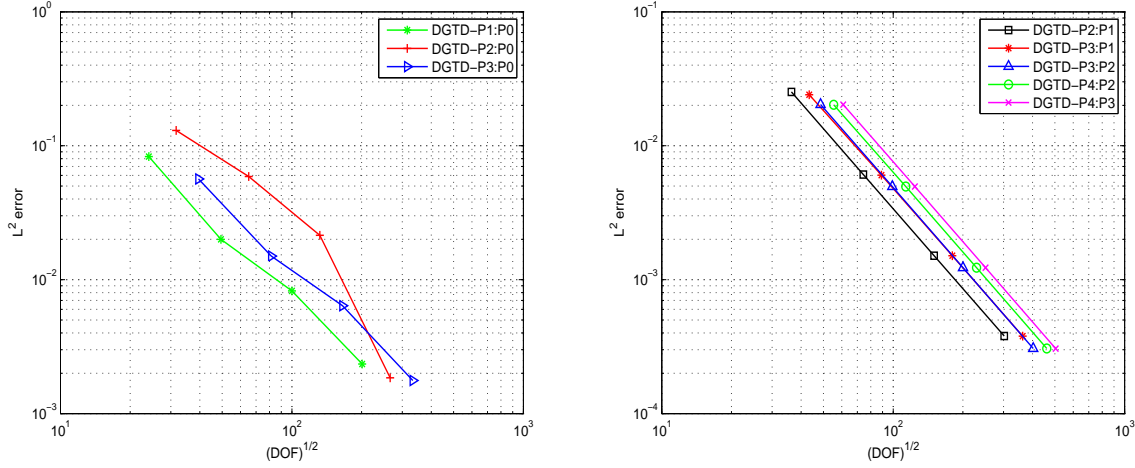 10^0
10^-1
10^-2
10^-3
L^2 error
10^1
10^2
10^3
(DOF)^1/2
DGTD-P1:P0
DGTD-P2:P0
DGTD-P3:P0
10^-1
10^-2
10^-3
10^-4
L^2 error
10^1
10^2
10^3
(DOF)^1/2
DGTD-P2:P1
DGTD-P3:P1
DGTD-P3:P2
DGTD-P4:P2
DGTD-P4:P3